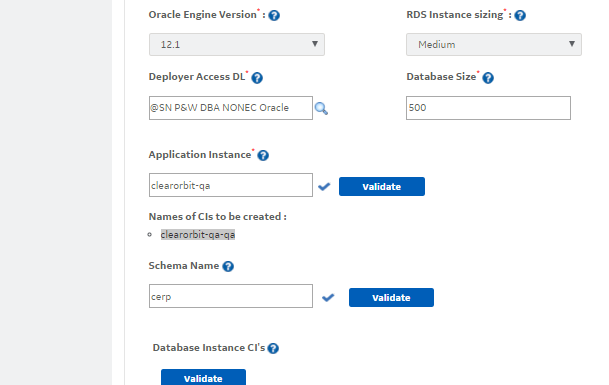 Oracle Engine Version* : ? RDS Instance sizing* : ?
12.1 Medium
Deployer Access DL* ? Database Size* ?
@SN P&W DBA NONEC Oracle 500
Application Instance* ?
clearorbit-qa Validate
Names of CIs to be created :
clearorbit-qa-qa
Schema Name ?
cerp Validate
Database Instance CI's ?
Validate